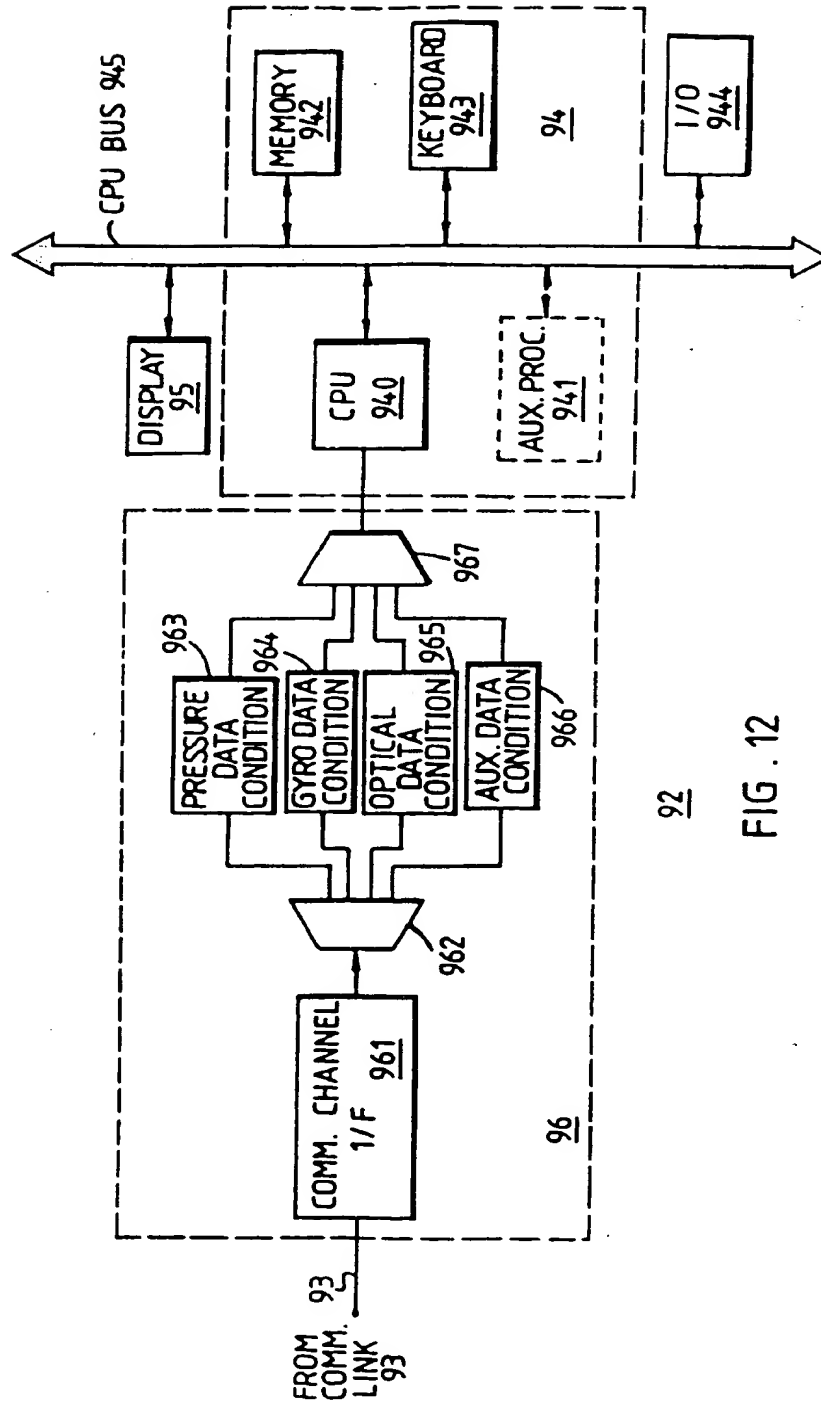 FROM
COMM.
LINK
93
93
COMM. CHANNEL
1/F
961
96
962
PRESSURE
DATA
CONDITION
963
GYRO DATA
CONDITION
964
OPTICAL
DATA
CONDITION
965
AUX. DATA
CONDITION
966
967
DISPLAY
95
CPU
940
AUX. PROC.
941
CPU BUS 945
MEMORY
942
KEYBOARD
943
94
I/O
944
92
FIG. 12